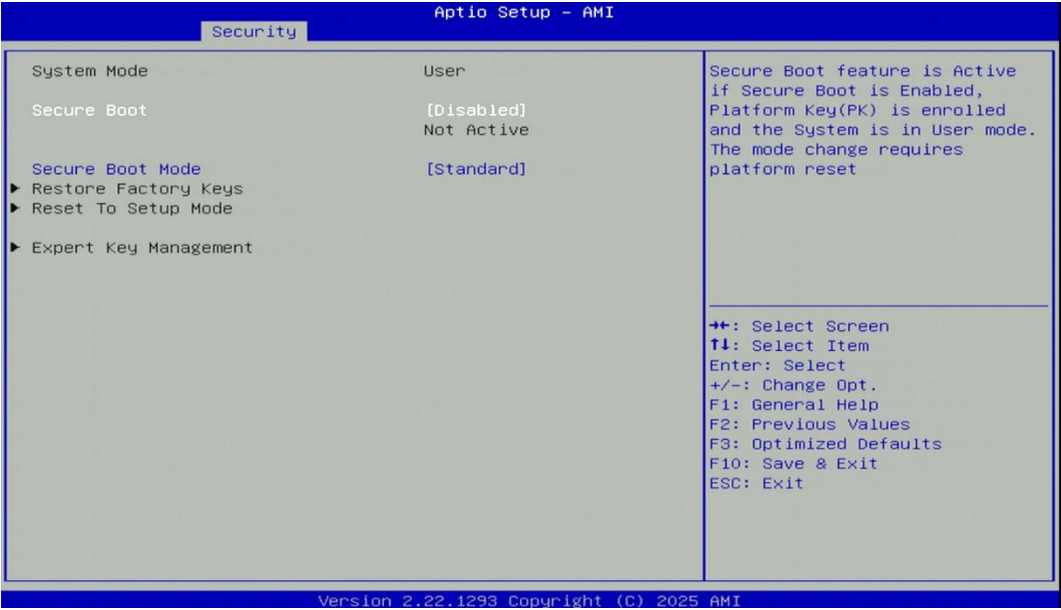 Aptio Setup – AMI
Security
System Mode User
Secure Boot [Disabled]
Not Active
Secure Boot Mode [Standard]
▶ Restore Factory Keys
▶ Reset To Setup Mode
▶ Expert Key Management
Secure Boot feature is Active
if Secure Boot is Enabled,
Platform Key(PK) is enrolled
and the System is in User mode.
The mode change requires
platform reset
→←: Select Screen
↑↓: Select Item
Enter: Select
+/-: Change Opt.
F1: General Help
F2: Previous Values
F3: Optimized Defaults
F10: Save & Exit
ESC: Exit
Version 2.22.1293 Copyright (C) 2025 AMI